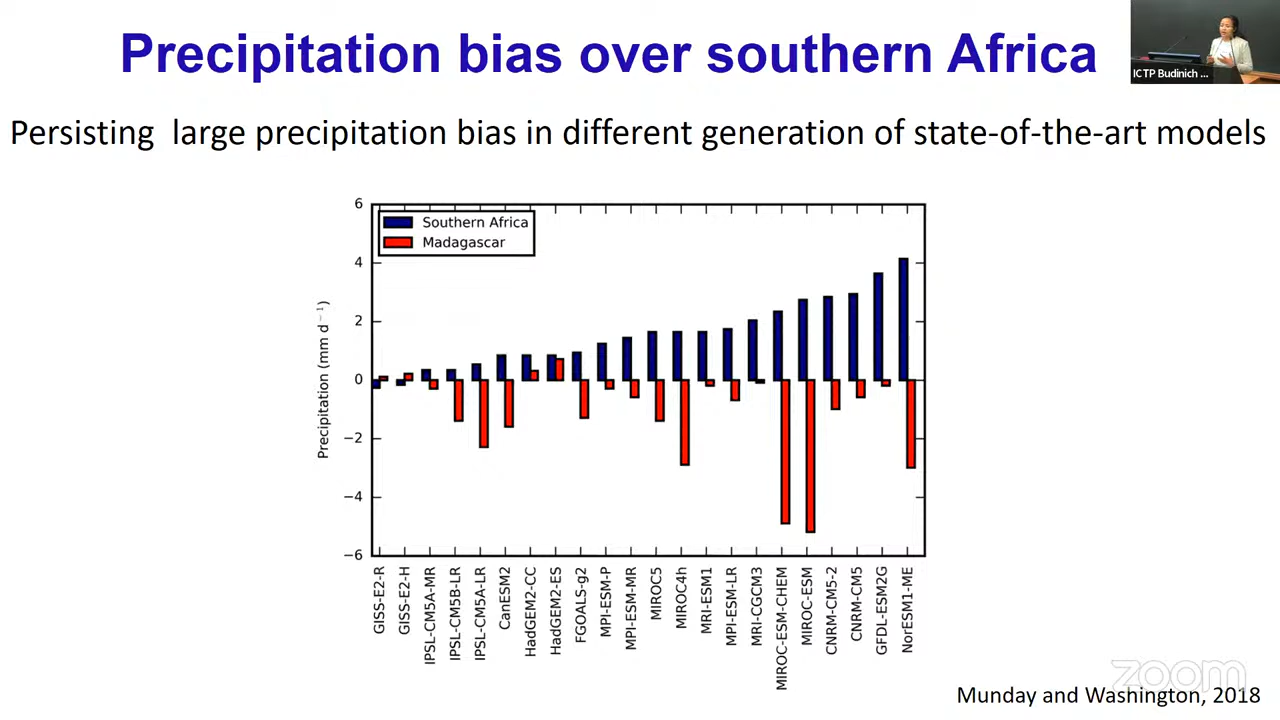 Precipitation bias over southern Africa
ICTP Budinich ...
Persisting large precipitation bias in different generation of state-of-the-art models
6
4
2
0
−2
−4
−6
Precipitation (mm d⁻¹)
Southern Africa
Madagascar
GISS-E2-R
GISS-E2-H
IPSL-CM5A-MR
IPSL-CM5B-LR
IPSL-CM5A-LR
CanESM2
HadGEM2-CC
HadGEM2-ES
FGOALS-g2
MPI-ESM-P
MPI-ESM-MR
MIROC5
MIROC4h
MRI-ESM1
MPI-ESM-LR
MRI-CGCM3
MIROC-ESM-CHEM
MIROC-ESM
CNRM-CM5-2
CNRM-CM5
GFDL-ESM2G
NorESM1-ME
zoom
Munday and Washington, 2018